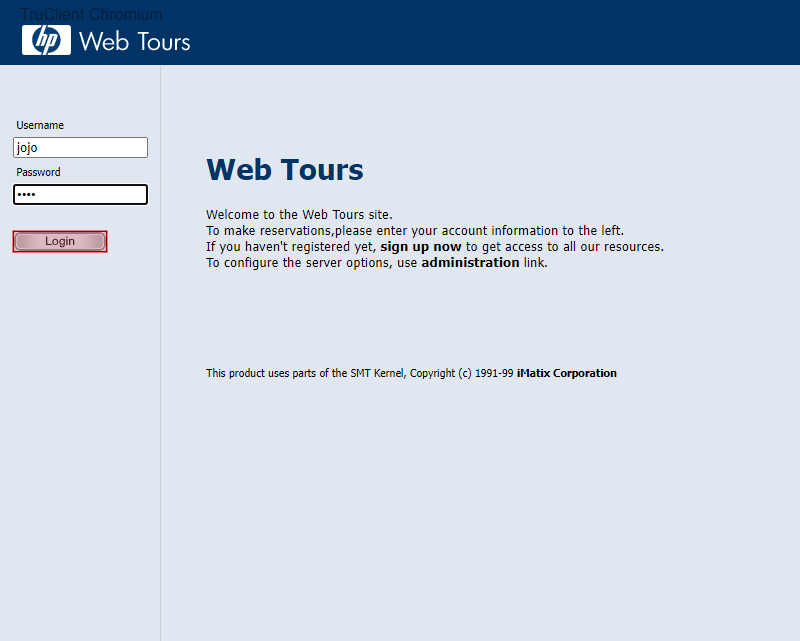 TruClient Chromium
hp Web Tours
Username
jojo
Password
••••
Login
Web Tours
Welcome to the Web Tours site.
To make reservations,please enter your account information to the left.
If you haven't registered yet, sign up now to get access to all our resources.
To configure the server options, use administration link.
This product uses parts of the SMT Kernel, Copyright (c) 1991-99 iMatix Corporation